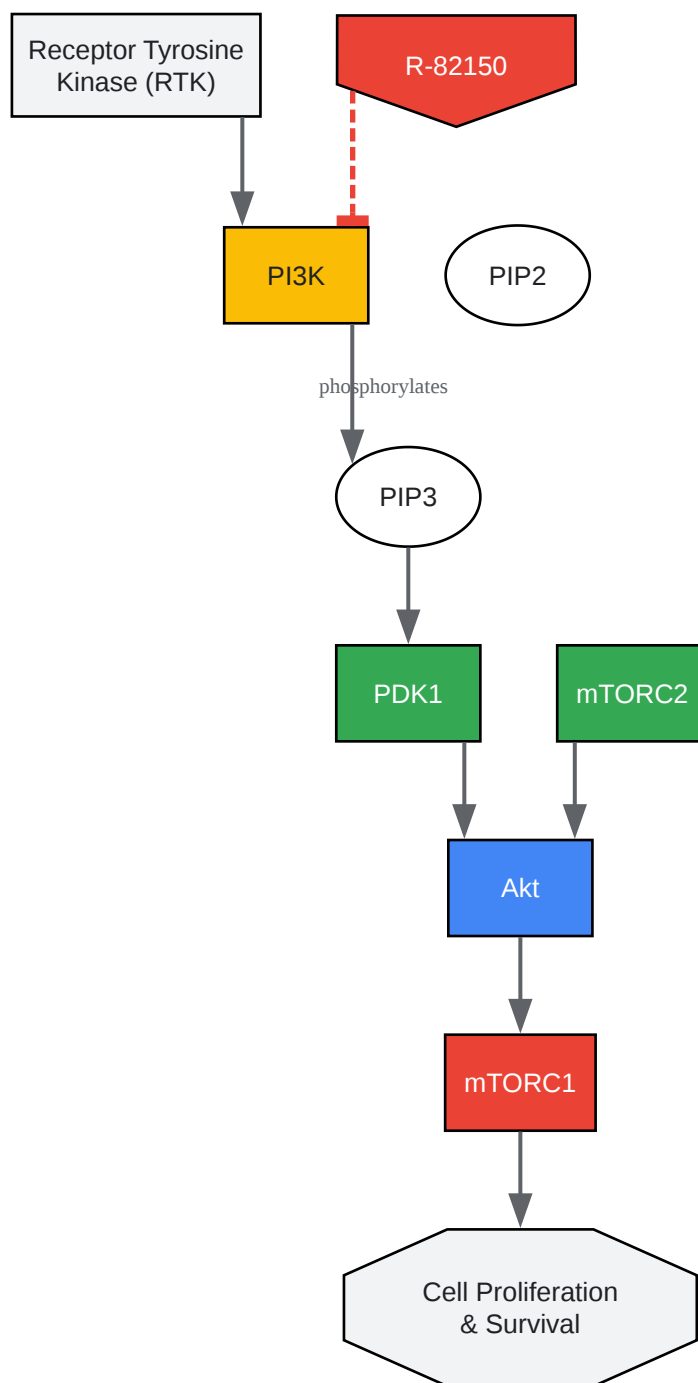 Receptor Tyrosine
Kinase (RTK)
R-82150
PI3K
PIP2
phosphorylates
PIP3
PDK1
mTORC2
Akt
mTORC1
Cell Proliferation
& Survival